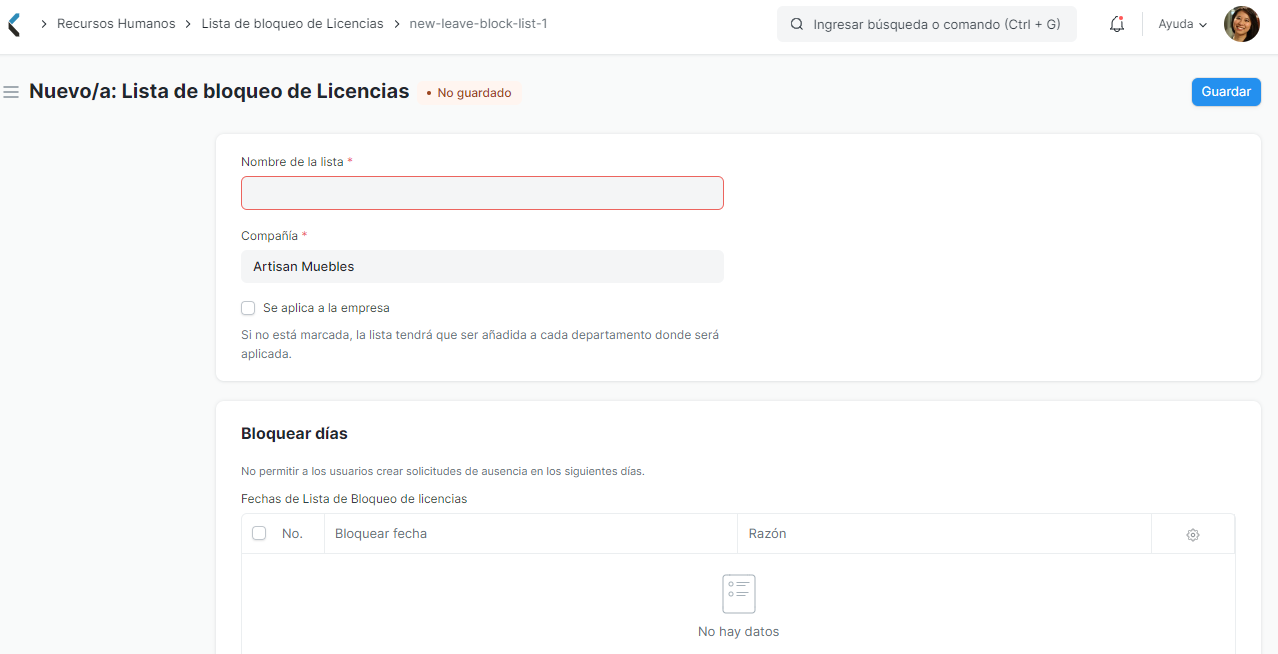 Recursos Humanos > Lista de bloqueo de Licencias > new-leave-block-list-1
Ingresar búsqueda o comando (Ctrl + G)
Ayuda
Nuevo/a: Lista de bloqueo de Licencias
• No guardado
Guardar
Nombre de la lista *
Compañía *
Artisan Muebles
Se aplica a la empresa
Si no está marcada, la lista tendrá que ser añadida a cada departamento donde será
aplicada.
Bloquear días
No permitir a los usuarios crear solicitudes de ausencia en los siguientes días.
Fechas de Lista de Bloqueo de licencias
No. Bloquear fecha Razón
No hay datos